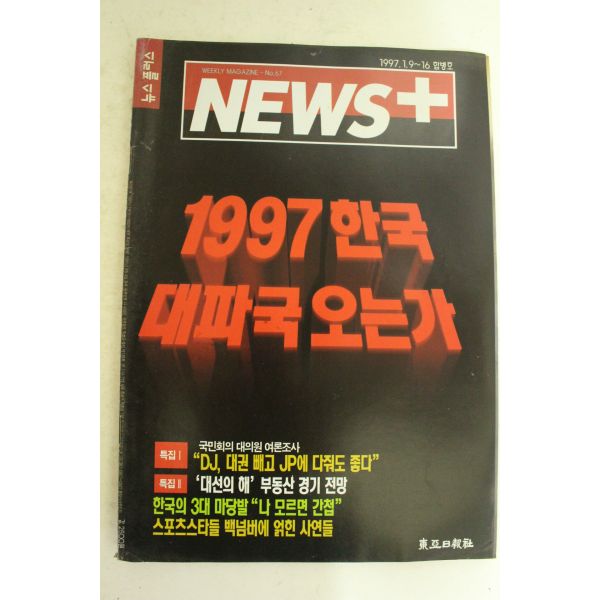 뉴스 플러스
1997.1.9~16 합병호
WEEKLY MAGAZINE - No.67
NEWS+
1997 한국
대파국 오는가
국민회의 대의원 여론조사
특집 I “DJ, 대권 빼고 JP에 다줘도 좋다”
특집 II ‘대선의 해’ 부동산 경기 전망
한국의 3대 마당발 “나 모르면 간첩”
스포츠스타들 백넘버에 얽힌 사연들
東亞日報社